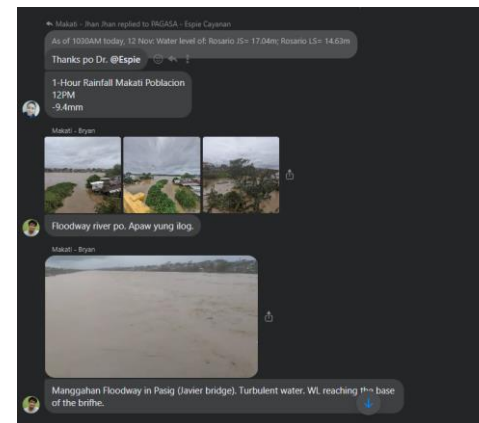 Makati - Jhan Jhan replied to PAGASA - Espie Cayanan
As of 1030AM today, 12 Nov: Water level of: Rosario JS= 17.04m; Rosario LS= 14.63m
Thanks po Dr. @Espie
1-Hour Rainfall Makati Poblacion
12PM
-9.4mm
Makati - Bryan
Floodway river po. Apaw yung ilog.
Makati - Bryan
Manggahan Floodway in Pasig (Javier bridge). Turbulent water. WL reaching the base
of the brifhe.